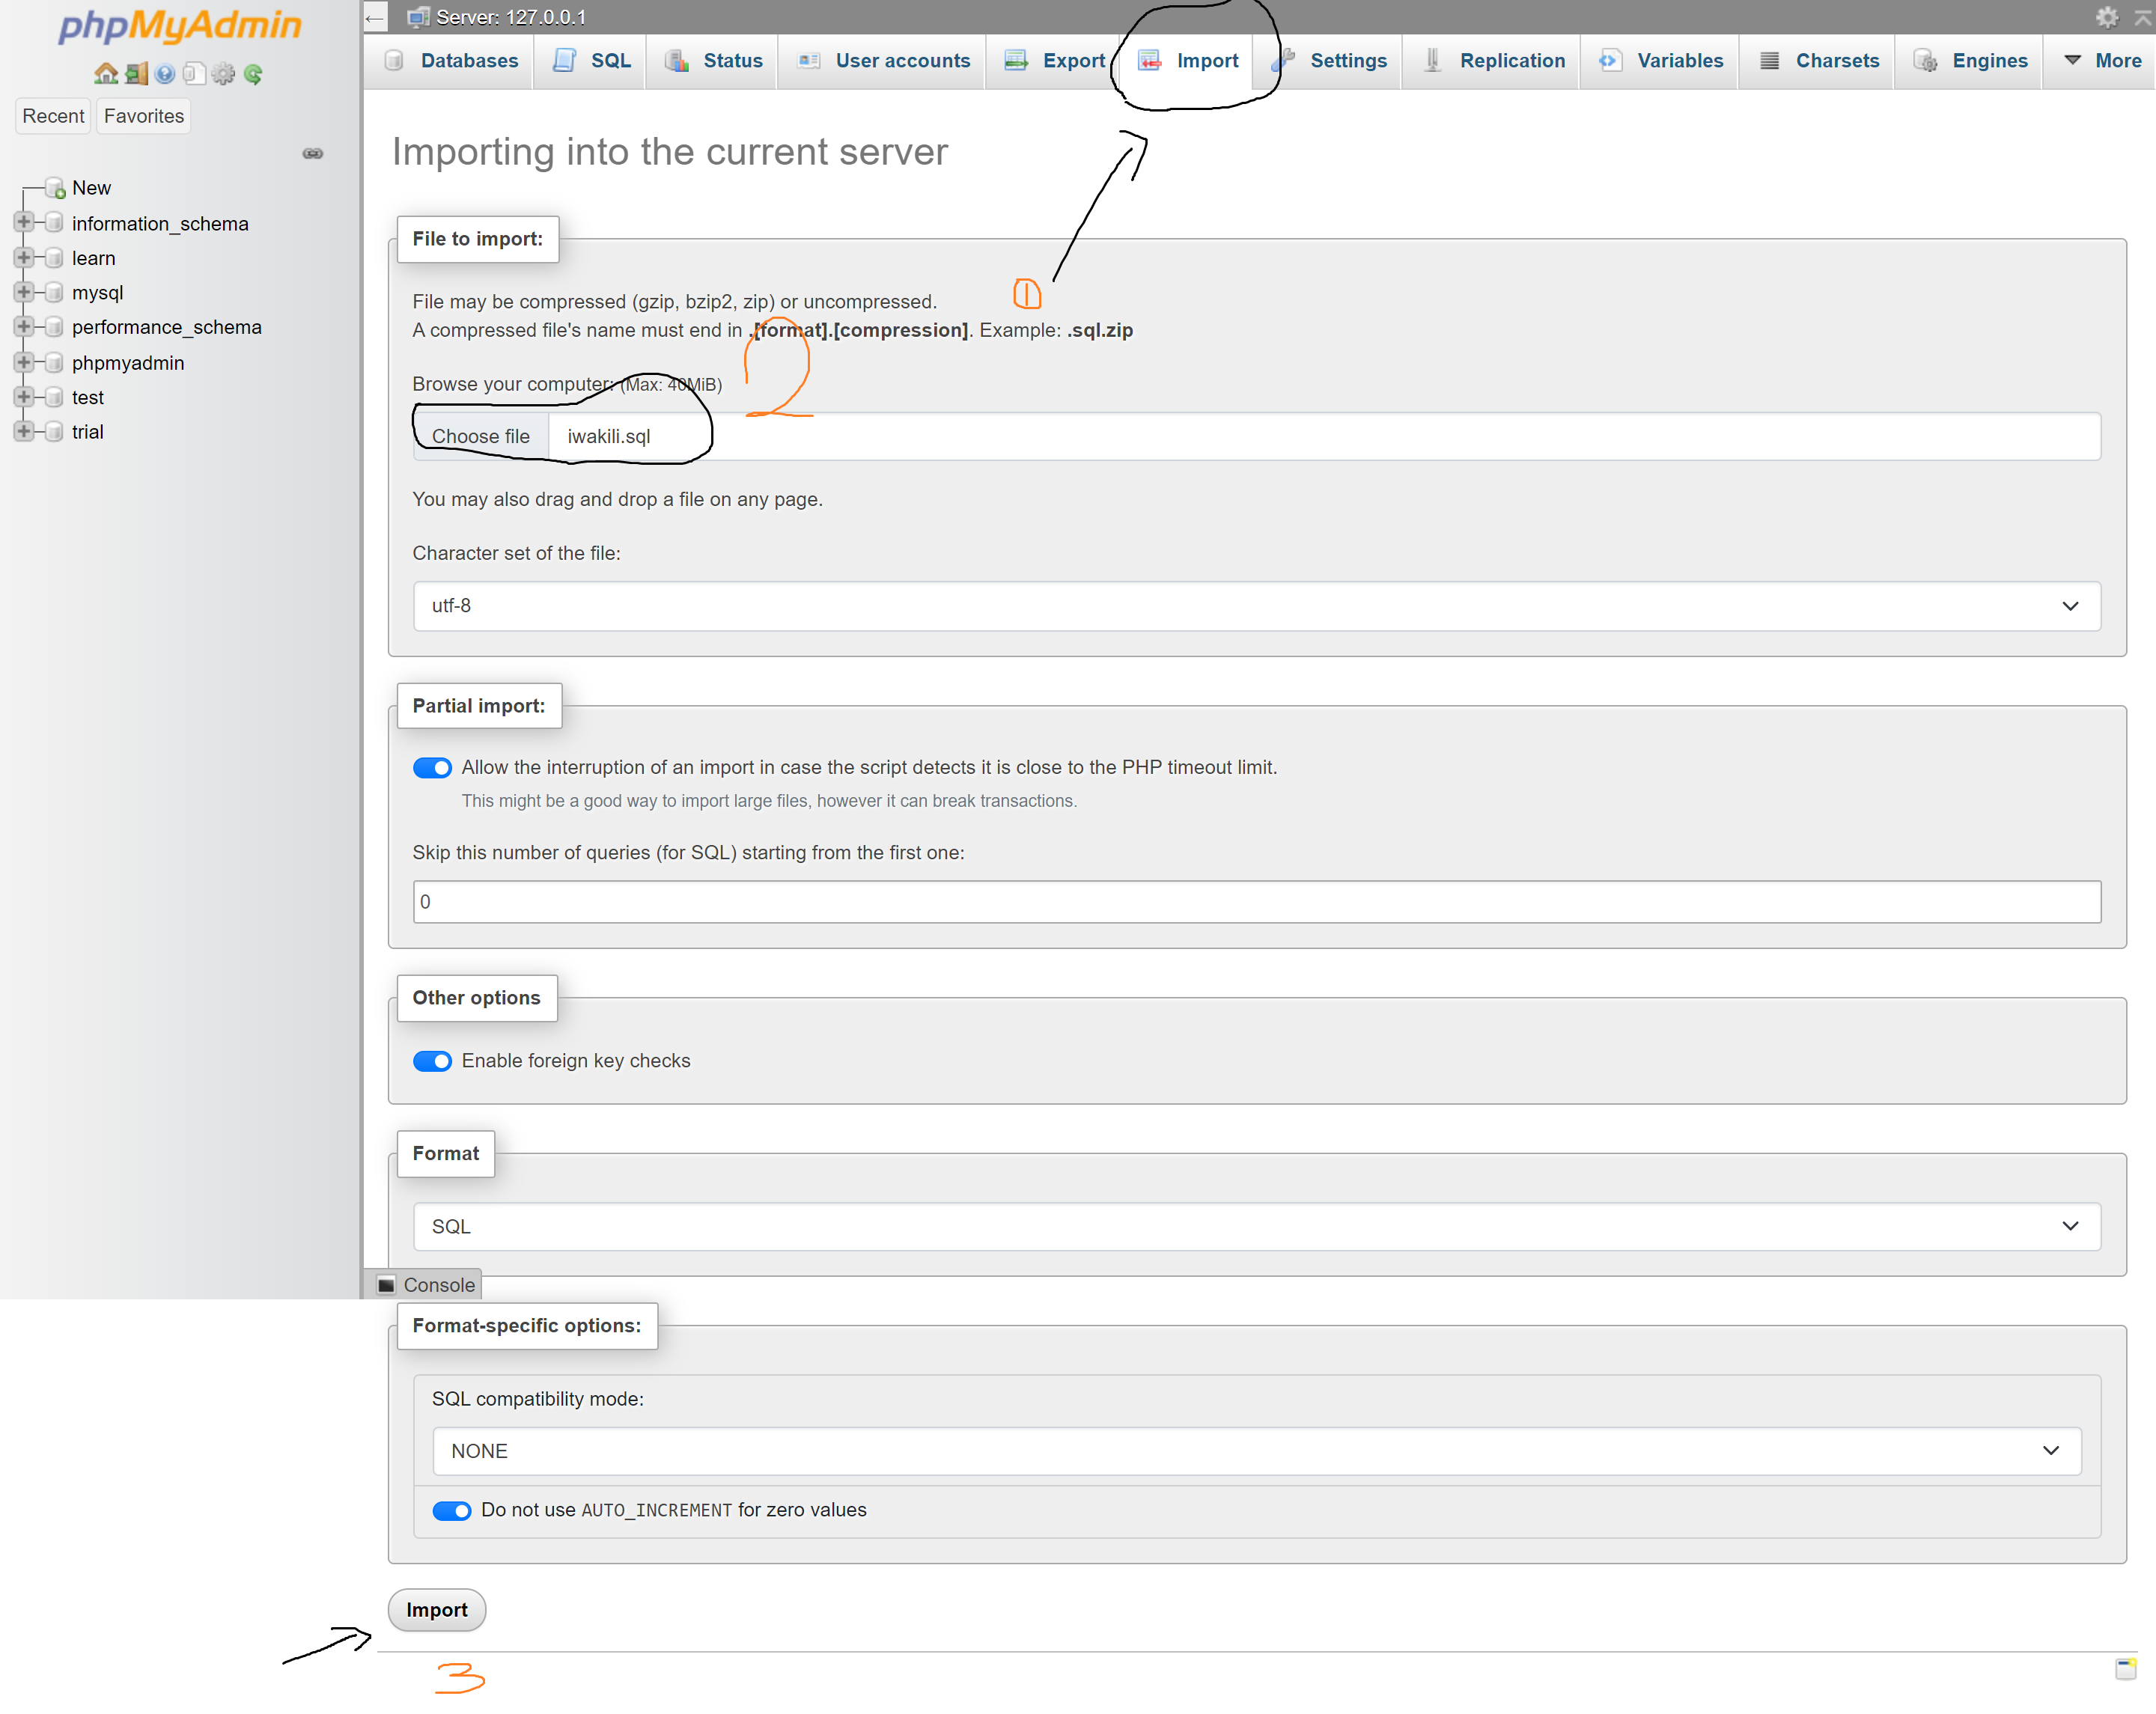 phpMyAdmin
Recent Favorites
New
information_schema
learn
mysql
performance_schema
phpmyadmin
test
trial
Server: 127.0.0.1
Databases SQL Status User accounts Export Import Settings Replication Variables Charsets Engines More
Importing into the current server
1
File to import:
File may be compressed (gzip, bzip2, zip) or uncompressed.
A compressed file's name must end in .[format].[compression]. Example: .sql.zip
2
Browse your computer: (Max: 40MiB)
Choose file iwakili.sql
You may also drag and drop a file on any page.
Character set of the file:
utf-8
Partial import:
Allow the interruption of an import in case the script detects it is close to the PHP timeout limit.
This might be a good way to import large files, however it can break transactions.
Skip this number of queries (for SQL) starting from the first one:
0
Other options
Enable foreign key checks
Format
SQL
Console
Format-specific options:
SQL compatibility mode:
NONE
Do not use AUTO_INCREMENT for zero values
Import
3